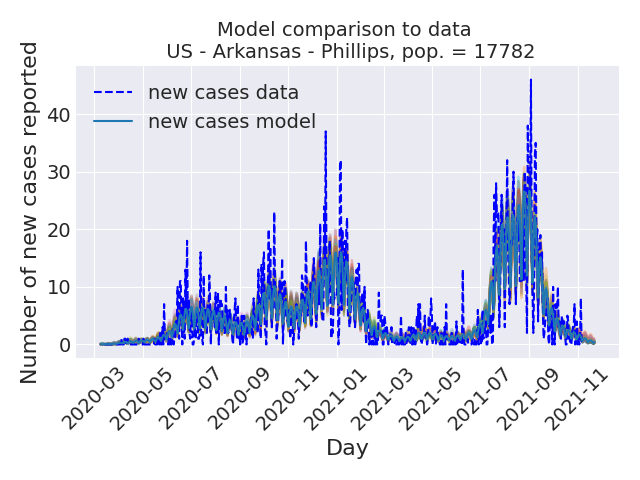 Model comparison to data
US - Arkansas - Phillips, pop. = 17782
new cases data
new cases model
Number of new cases reported
40
30
20
10
0
2020-03
2020-05
2020-07
2020-09
2020-11
2021-01
2021-03
2021-05
2021-07
2021-09
2021-11
Day